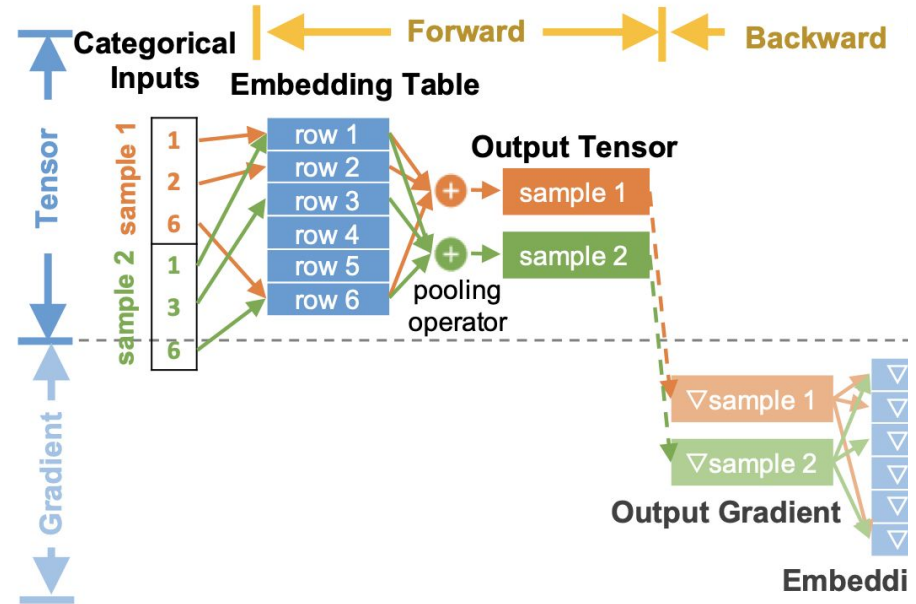 Forward
Backward
Categorical
Inputs
Embedding Table
Tensor
sample 1
1
2
6
sample 2
1
3
6
row 1
row 2
row 3
row 4
row 5
row 6
+
+
pooling
operator
Output Tensor
sample 1
sample 2
Gradient
▽sample 1
▽sample 2
Output Gradient
▽
▽
▽
▽
▽
▽
Embeddi